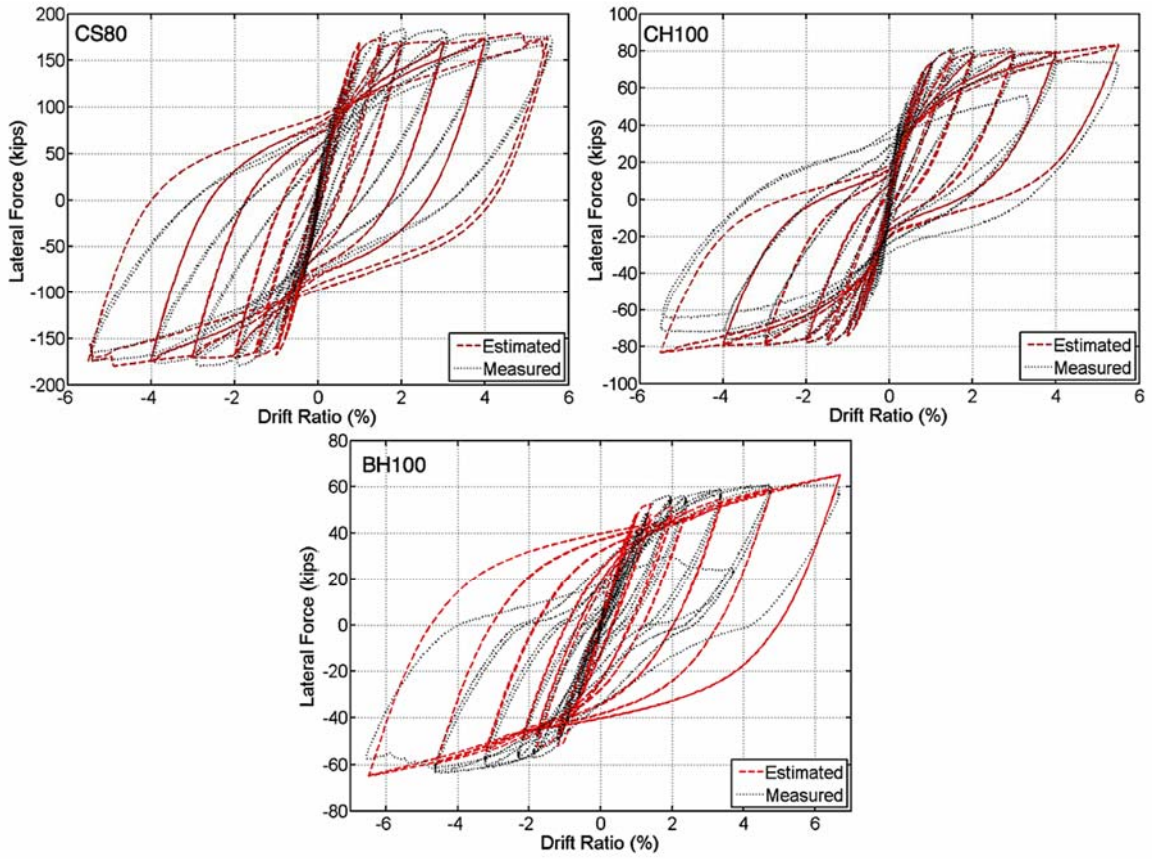 CS80
200
150
100
50
0
-50
-100
-150
-200
-6 -4 -2 0 2 4 6
Lateral Force (kips)
Drift Ratio (%)
Estimated
Measured
CH100
100
80
60
40
20
0
-20
-40
-60
-80
-100
-6 -4 -2 0 2 4 6
Lateral Force (kips)
Drift Ratio (%)
Estimated
Measured
BH100
80
60
40
20
0
-20
-40
-60
-80
-6 -4 -2 0 2 4 6
Lateral Force (kips)
Drift Ratio (%)
Estimated
Measured